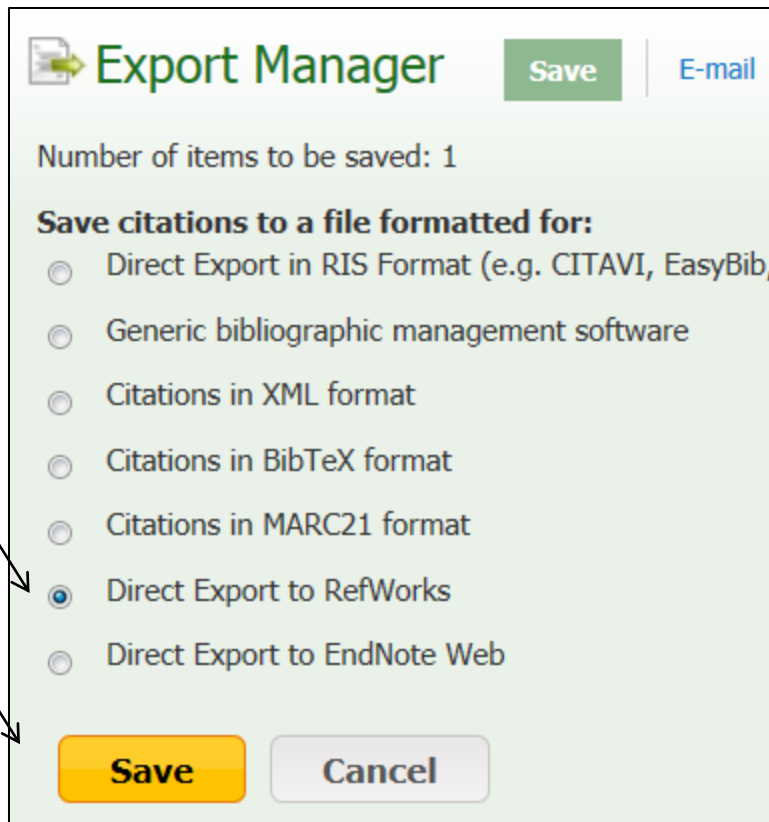 Export Manager Save E-mail
Number of items to be saved: 1
Save citations to a file formatted for:
Direct Export in RIS Format (e.g. CITAVI, EasyBib,
Generic bibliographic management software
Citations in XML format
Citations in BibTeX format
Citations in MARC21 format
Direct Export to RefWorks
Direct Export to EndNote Web
Save Cancel